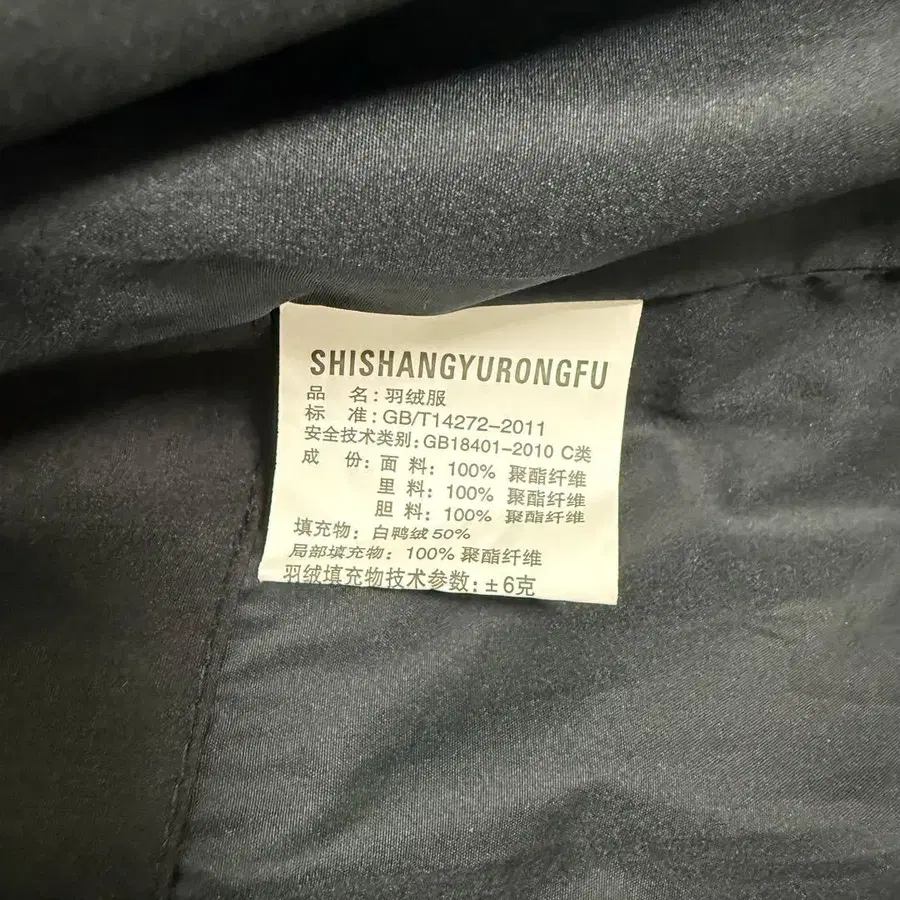 SHISHANGYURONGFU
品 名:羽绒服
标 准:GB/T14272-2011
安全技术类别:GB18401-2010 C类
成 份:面 料:100% 聚酯纤维
里 料:100% 聚酯纤维
胆 料:100% 聚酯纤维
填充物:白鸭绒50%
局部填充物:100% 聚酯纤维
羽绒填充物技术参数:±6克